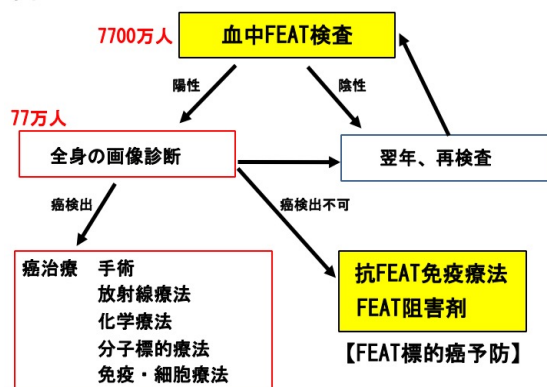 7700万人
血中FEAT検査
陽性
陰性
77万人
全身の画像診断
翌年、再検査
癌検出
癌検出不可
癌治療 手術
放射線療法
化学療法
分子標的療法
免疫・細胞療法
抗FEAT免疫療法
FEAT阻害剤
【FEAT標的癌予防】